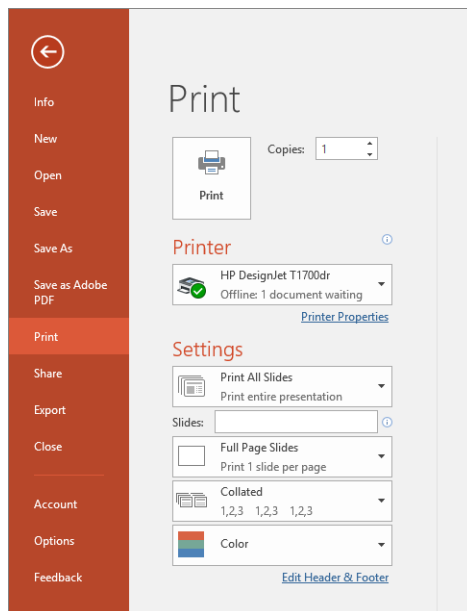 Info
New
Open
Save
Save As
Save as Adobe
PDF
Print
Share
Export
Close
Account
Options
Feedback
Print
Copies: 1
Print
Printer
HP DesignJet T1700dr
Offline: 1 document waiting
Printer Properties
Settings
Print All Slides
Print entire presentation
Slides:
Full Page Slides
Print 1 slide per page
Collated
1,2,3 1,2,3 1,2,3
Color
Edit Header & Footer